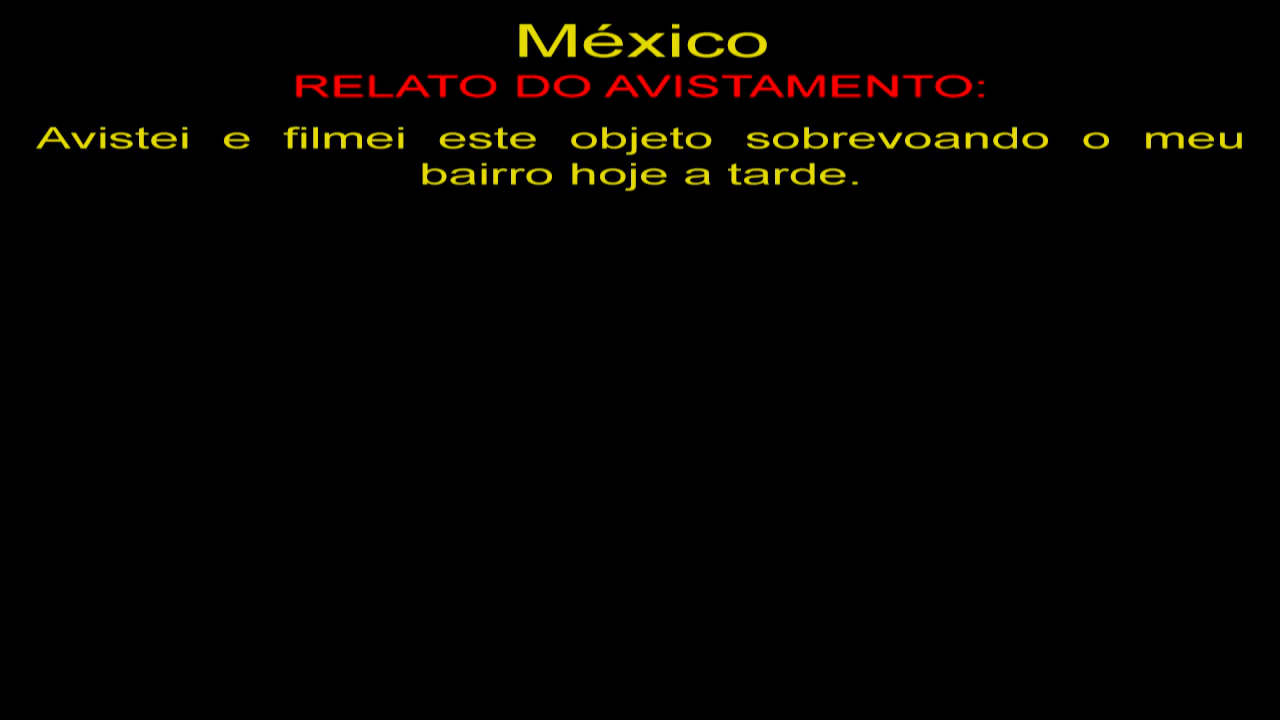 México
RELATO DO AVISTAMENTO:
Avistei e filmei este objeto sobrevoando o meu
bairro hoje a tarde.